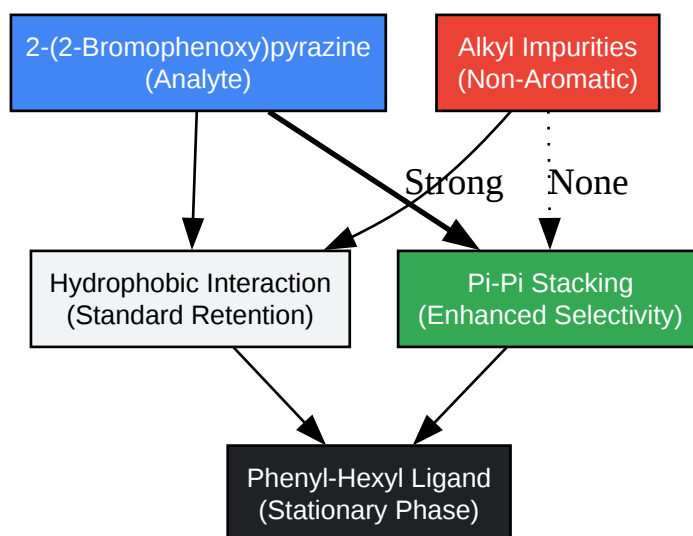 2-(2-Bromophenoxy)pyrazine
(Analyte)
Alkyl Impurities
(Non-Aromatic)
Strong
None
Hydrophobic Interaction
(Standard Retention)
Pi-Pi Stacking
(Enhanced Selectivity)
Phenyl-Hexyl Ligand
(Stationary Phase)